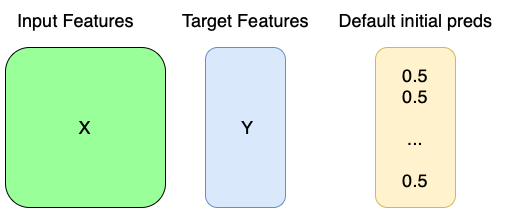 Input Features
Target Features
Default initial preds
X
Y
0.5
0.5
...
0.5